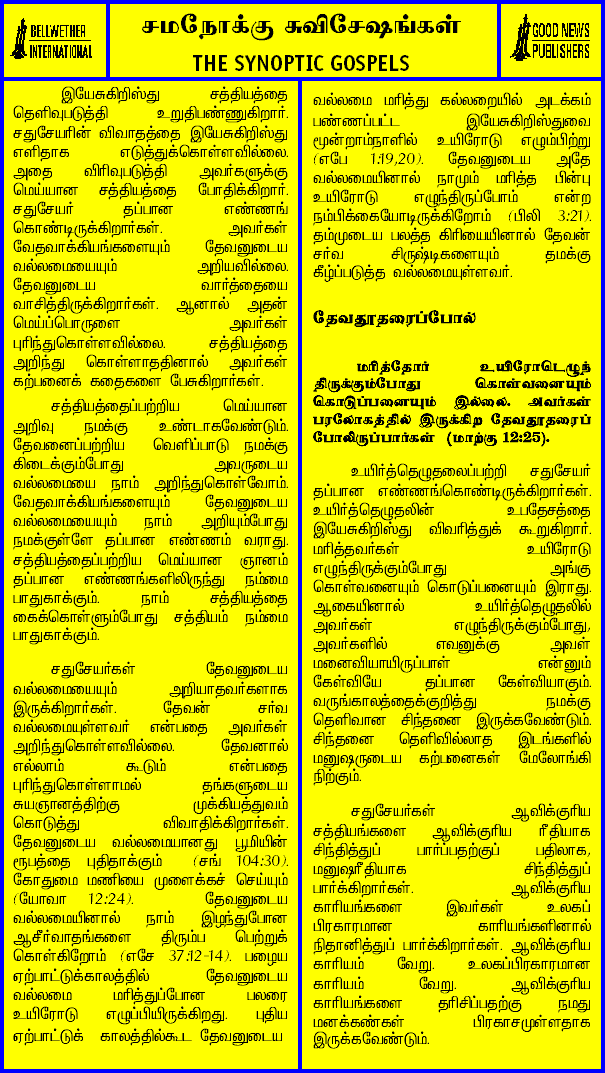 BELLWETHER
INTERNATIONAL
சமநோக்கு சுவிசேஷங்கள்
THE SYNOPTIC GOSPELS
GOOD NEWS
PUBLISHERS
இயேசுகிறிஸ்து சத்தியத்தை
தெளிவுபடுத்தி உறுதிபண்ணுகிறார்.
சதுசேயரின் விவாதத்தை இயேசுகிறிஸ்து
எளிதாக எடுத்துக்கொள்ளவில்லை.
அதை விரிவுபடுத்தி அவர்களுக்கு
மெய்யான சத்தியத்தை போதிக்கிறார்.
சதுசேயர் தப்பான எண்ணங்
கொண்டிருக்கிறார்கள். அவர்கள்
வேதவாக்கியங்களையும் தேவனுடைய
வல்லமையையும் அறியவில்லை.
தேவனுடைய வார்த்தையை
வாசித்திருக்கிறார்கள். ஆனால் அதன்
மெய்ப்பொருளை அவர்கள்
புரிந்துகொள்ளவில்லை. சத்தியத்தை
அறிந்து கொள்ளாததினால் அவர்கள்
கற்பனைக் கதைகளை பேசுகிறார்கள்.
சத்தியத்தைப்பற்றிய மெய்யான
அறிவு நமக்கு உண்டாகவேண்டும்.
தேவனைப்பற்றிய வெளிப்பாடு நமக்கு
கிடைக்கும்போது அவருடைய
வல்லமையை நாம் அறிந்துகொள்வோம்.
வேதவாக்கியங்களையும் தேவனுடைய
வல்லமையையும் நாம் அறியும்போது
நமக்குள்ளே தப்பான எண்ணம் வராது.
சத்தியத்தைப்பற்றிய மெய்யான ஞானம்
தப்பான எண்ணங்களிலிருந்து நம்மை
பாதுகாக்கும். நாம் சத்தியத்தை
கைக்கொள்ளும்போது சத்தியம் நம்மை
பாதுகாக்கும்.
சதுசேயர்கள் தேவனுடைய
வல்லமையையும் அறியாதவர்களாக
இருக்கிறார்கள். தேவன் சர்வ
வல்லமையுள்ளவர் என்பதை அவர்கள்
அறிந்துகொள்ளவில்லை. தேவனால்
எல்லாம் கூடும் என்பதை
புரிந்துகொள்ளாமல் தங்களுடைய
சுயஞானத்திற்கு முக்கியத்துவம்
கொடுத்து விவாதிக்கிறார்கள்.
தேவனுடைய வல்லமையானது பூமியின்
ரூபத்தை புதிதாக்கும் (சங் 104:30).
கோதுமை மணியை முளைக்கச் செய்யும்
(யோவா 12:24). தேவனுடைய
வல்லமையினால் நாம் இழந்துபோன
ஆசீர்வாதங்களை திரும்ப பெற்றுக்
கொள்கிறோம் (எசே 37:12-14). பழைய
ஏற்பாட்டுக்காலத்தில் தேவனுடைய
வல்லமை மரித்துப்போன பலரை
உயிரோடு எழுப்பியிருக்கிறது. புதிய
ஏற்பாட்டுக் காலத்தில்கூட தேவனுடைய
வல்லமை மரித்து கல்லறையில் அடக்கம்
பண்ணப்பட்ட இயேசுகிறிஸ்துவை
மூன்றாம்நாளில் உயிரோடு எழும்பிற்று
(எபே 1:19,20). தேவனுடைய அதே
வல்லமையினால் நாமும் மரித்த பின்பு
உயிரோடு எழுந்திருப்போம் என்ற
நம்பிக்கையோடிருக்கிறோம் (பிலி 3:21).
தம்முடைய பலத்த கிரியையினால் தேவன்
சர்வ சிருஷ்டிகளையும் தமக்கு
கீழ்ப்படுத்த வல்லமையுள்ளவர்.
தேவதூதரைப்போல்
மரித்தோர் உயிரோடெழுந்
திருக்கும்போது கொள்வனையும்
கொடுப்பனையும் இல்லை. அவர்கள்
பரலோகத்தில் இருக்கிற தேவதூதரைப்
போலிருப்பார்கள் (மாற்கு 12:25).
உயிர்த்தெழுதலைப்பற்றி சதுசேயர்
தப்பான எண்ணங்கொண்டிருக்கிறார்கள்.
உயிர்த்தெழுதலின் உபதேசத்தை
இயேசுகிறிஸ்து விவரித்துக் கூறுகிறார்.
மரித்தவர்கள் உயிரோடு
எழுந்திருக்கும்போது அங்கு
கொள்வனையும் கொடுப்பனையும் இராது.
ஆகையினால் உயிர்த்தெழுதலில்
அவர்கள் எழுந்திருக்கும்போது,
அவர்களில் எவனுக்கு அவள்
மனைவியாயிருப்பாள் என்னும்
கேள்வியே தப்பான கேள்வியாகும்.
வருங்காலத்தைக்குறித்து நமக்கு
தெளிவான சிந்தனை இருக்கவேண்டும்.
சிந்தனை தெளிவில்லாத இடங்களில்
மனுஷருடைய கற்பனைகள் மேலோங்கி
நிற்கும்.
சதுசேயர்கள் ஆவிக்குரிய
சத்தியங்களை ஆவிக்குரிய ரீதியாக
சிந்தித்துப் பார்ப்பதற்குப் பதிலாக,
மனுஷரீதியாக சிந்தித்துப்
பார்க்கிறார்கள். ஆவிக்குரிய
காரியங்களை இவர்கள் உலகப்
பிரகாரமான காரியங்களினால்
நிதானித்துப் பார்க்கிறார்கள். ஆவிக்குரிய
காரியம் வேறு. உலகப்பிரகாரமான
காரியம் வேறு. ஆவிக்குரிய
காரியங்களை தரிசிப்பதற்கு நமது
மனக்கண்கள் பிரகாசமுள்ளதாக
இருக்கவேண்டும்.